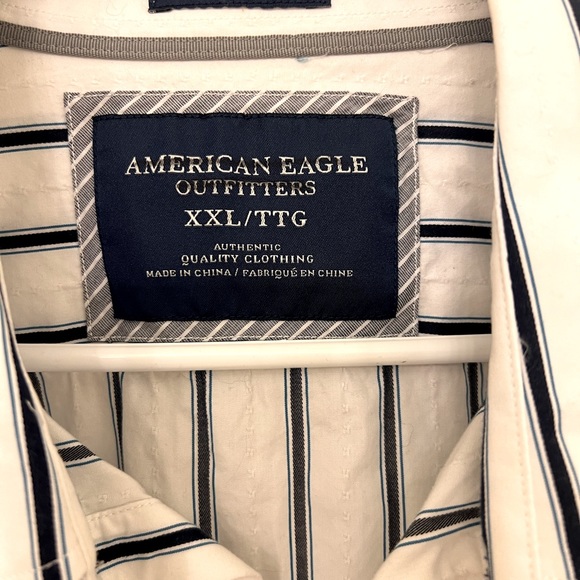 AMERICAN EAGLE
OUTFITTERS
XXL/TTG
AUTHENTIC
QUALITY CLOTHING
MADE IN CHINA / FABRIQUÉ EN CHINE